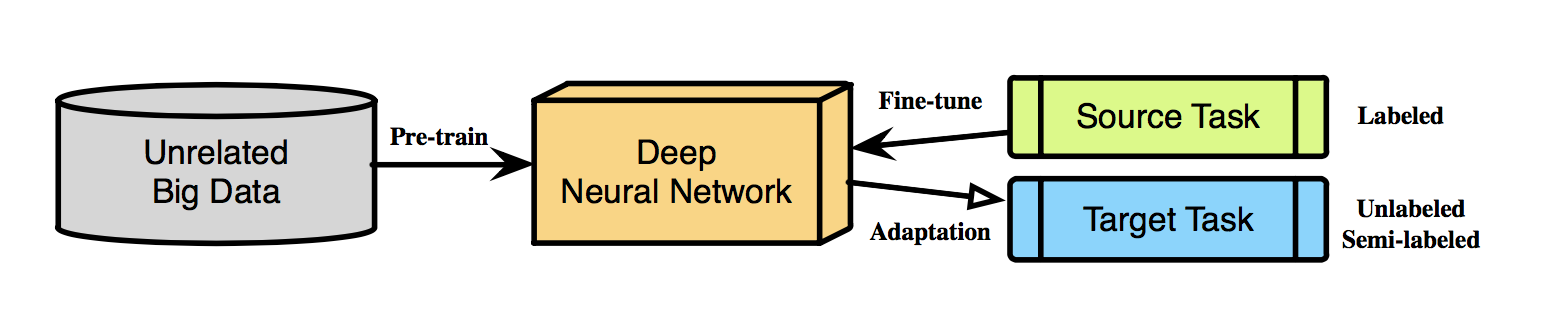 Unrelated
Big Data
Pre-train
Deep
Neural Network
Fine-tune
Source Task
Labeled
Adaptation
Target Task
Unlabeled
Semi-labeled